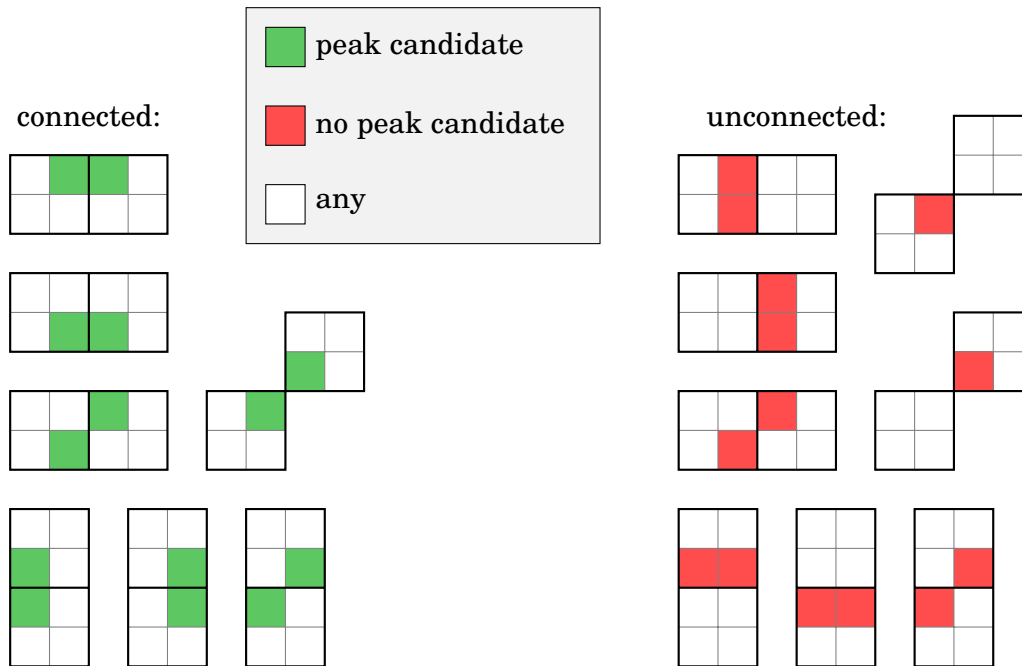 peak candidate
no peak candidate
any
connected:
unconnected: